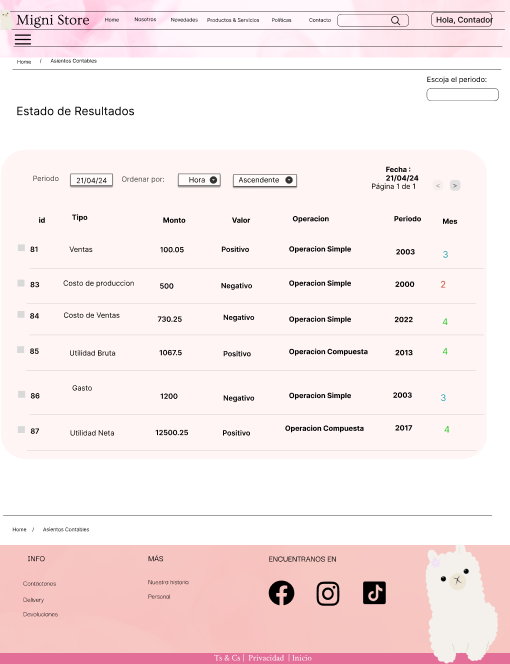 Migni Store Home Nosotros Novedades Productos & Servicios Políticas Contacto Hola, Contador
Home / Asientos Contables
Escoja el periodo:
Estado de Resultados
Periodo 21/04/24 Ordenar por: Hora Ascendente
Fecha :
21/04/24
Página 1 de 1 < >
id Tipo Monto Valor Operacion Periodo Mes
81 Ventas 100.05 Positivo Operacion Simple 2003 3
83 Costo de produccion 500 Negativo Operacion Simple 2000 2
84 Costo de Ventas 730.25 Negativo Operacion Simple 2022 4
85 Utilidad Bruta 1067.5 Positivo Operacion Compuesta 2013 4
86 Gasto 1200 Negativo Operacion Simple 2003 3
87 Utilidad Neta 12500.25 Positivo Operacion Compuesta 2017 4
Home / Asientos Contables
INFO MÁS ENCUENTRANOS EN
Contáctenos Nuestra historia
Delivery Personal
Devoluciones
Ts & Cs | Privacidad | Inicio